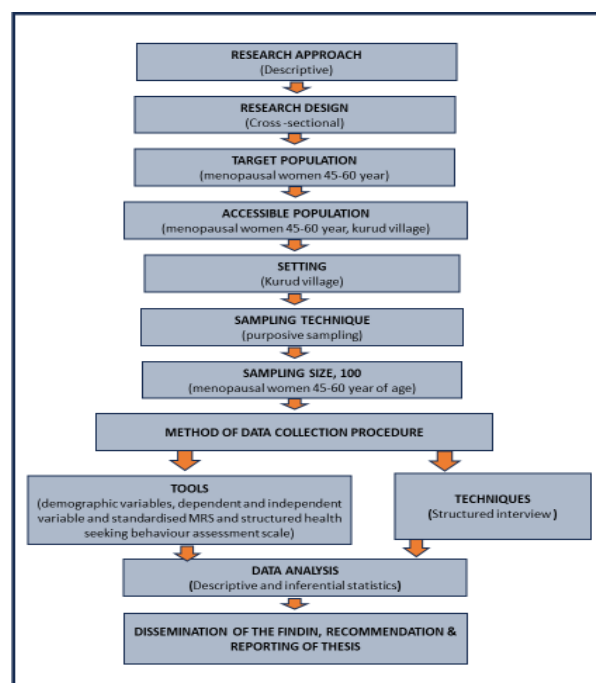 RESEARCH APPROACH
(Descriptive)
RESEARCH DESIGN
(Cross -sectional)
TARGET POPULATION
(menopausal women 45-60 year)
ACCESSIBLE POPULATION
(menopausal women 45-60 year, kurud village)
SETTING
(Kurud village)
SAMPLING TECHNIQUE
(purposive sampling)
SAMPLING SIZE, 100
(menopausal women 45-60 year of age)
METHOD OF DATA COLLECTION PROCEDURE
TOOLS
(demographic variables, dependent and independent
variable and standardised MRS and structured health
seeking behaviour assessment scale)
TECHNIQUES
(Structured interview )
DATA ANALYSIS
(Descriptive and inferential statistics)
DISSEMINATION OF THE FINDIN, RECOMMENDATION &
REPORTING OF THESIS